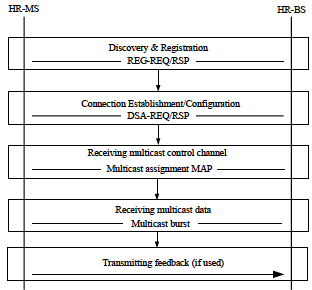 HR-MS HR-BS
Discovery & Registration
REG-REQ/RSP
Connection Establishment/Configuration
DSA-REQ/RSP
Receiving multicast control channel
Multicast assignment MAP
Receiving multicast data
Multicast burst
Transmitting feedback (if used)